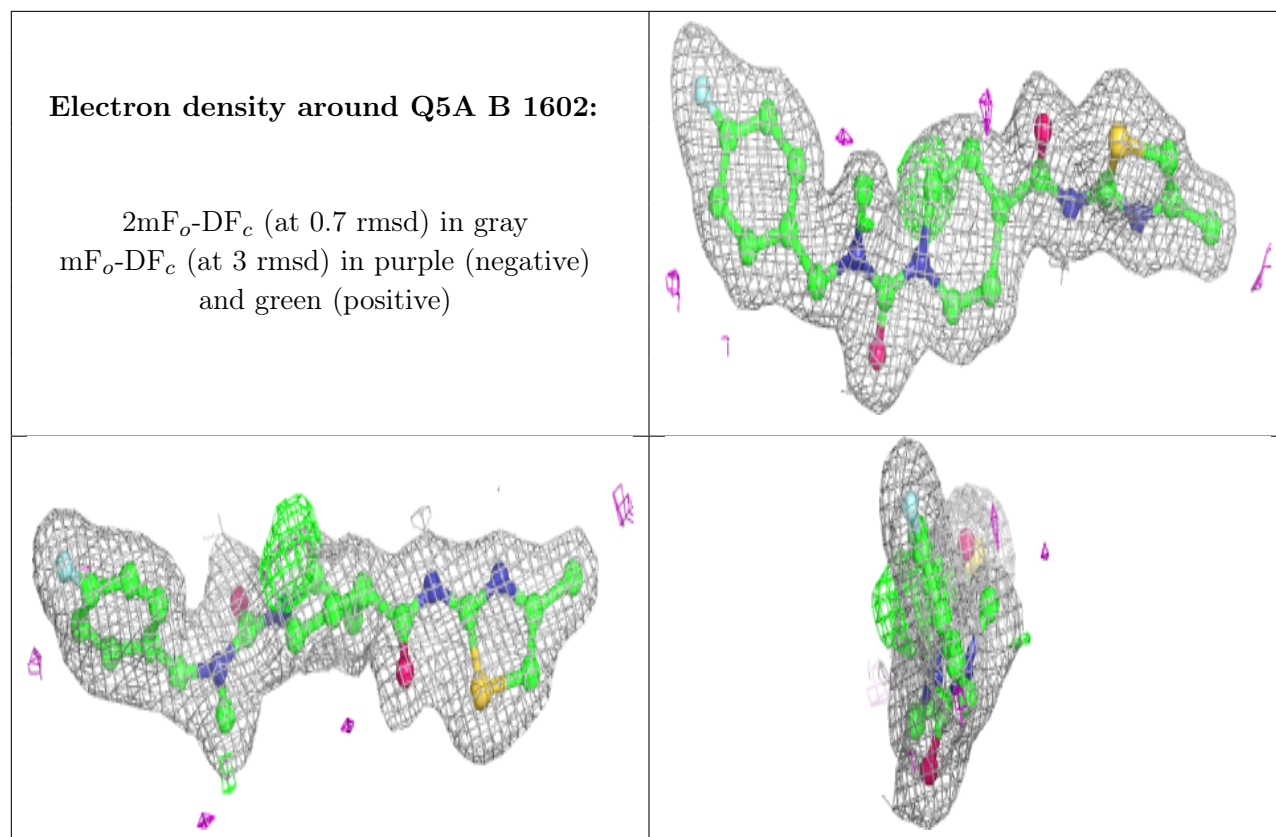 Electron density around Q5A B 1602:
2mFₒ-DF𝒸 (at 0.7 rmsd) in gray
mFₒ-DF𝒸 (at 3 rmsd) in purple (negative)
and green (positive)